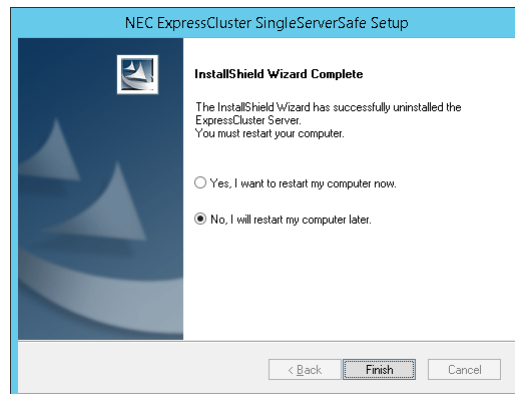 NEC ExpressCluster SingleServerSafe Setup
InstallShield Wizard Complete
The InstallShield Wizard has successfully uninstalled the
ExpressCluster Server.
You must restart your computer.
Yes, I want to restart my computer now.
No, I will restart my computer later.
< Back Finish Cancel